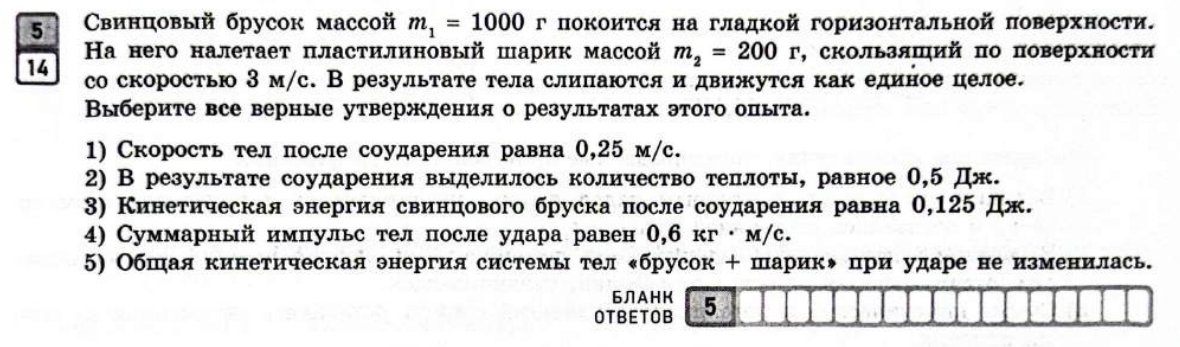 5
14
Свинцовый брусок массой m₁ = 1000 г покоится на гладкой горизонтальной поверхности.
На него налетает пластилиновый шарик массой m₂ = 200 г, скользящий по поверхности
со скоростью 3 м/с. В результате тела слипаются и движутся как единое целое.
Выберите все верные утверждения о результатах этого опыта.
1) Скорость тел после соударения равна 0,25 м/с.
2) В результате соударения выделилось количество теплоты, равное 0,5 Дж.
3) Кинетическая энергия свинцового бруска после соударения равна 0,125 Дж.
4) Суммарный импульс тел после удара равен 0,6 кг · м/с.
5) Общая кинетическая энергия системы тел «брусок + шарик» при ударе не изменилась.
БЛАНК
ОТВЕТОВ 5